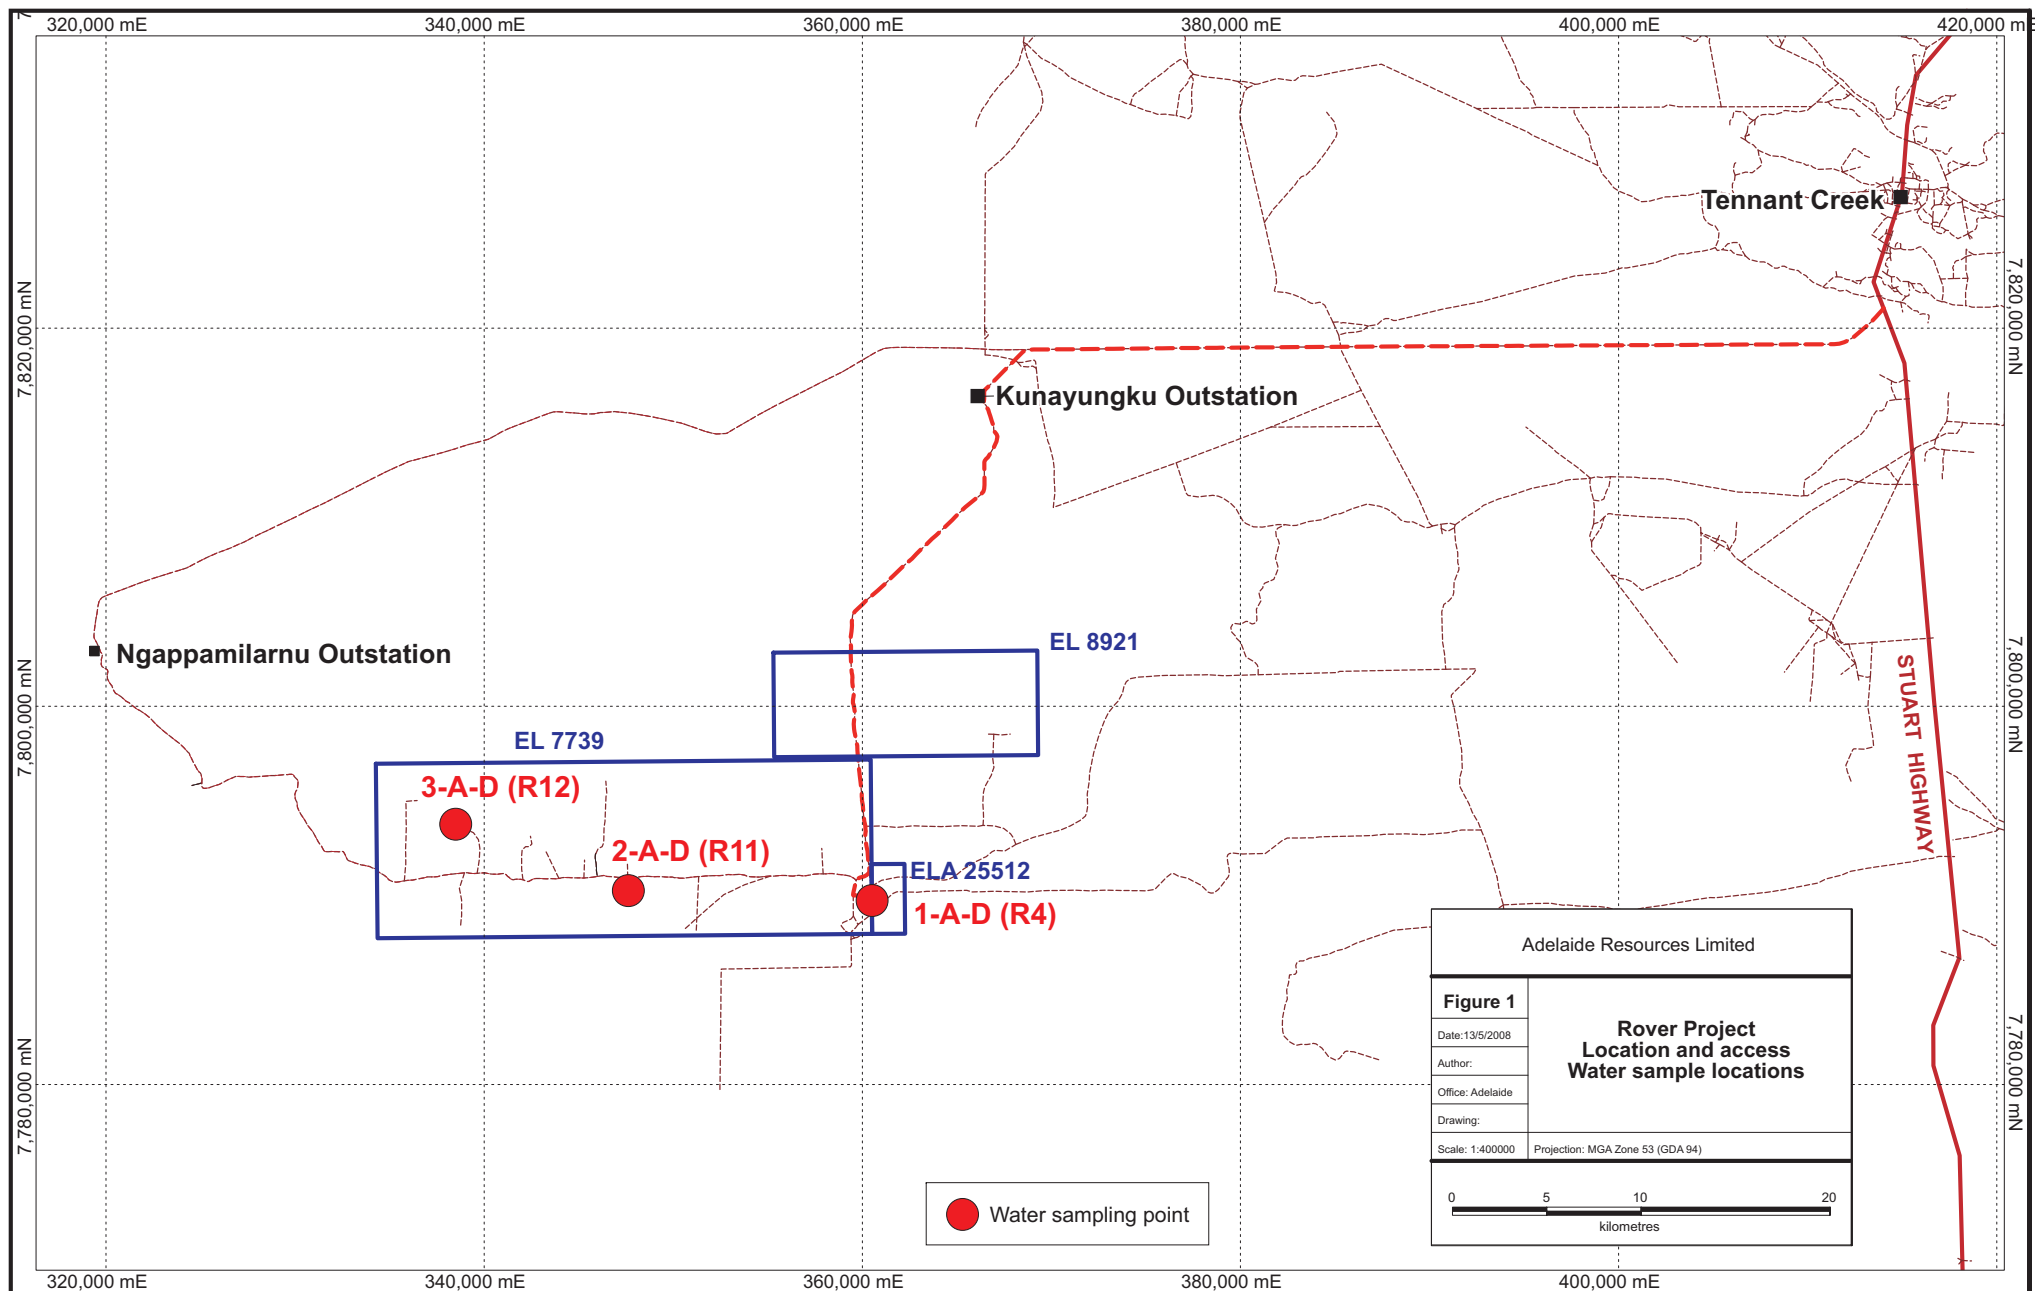 320,000 mE
340,000 mE
360,000 mE
380,000 mE
400,000 mE
420,000 mE
Tennant Creek
7,820,000 mN
7,820,000 mN
Kunayungku Outstation
EL 8921
Ngappamilarnu Outstation
7,800,000 mN
7,800,000 mN
STUART HIGHWAY
EL 7739
3-A-D (R12)
2-A-D (R11)
ELA 25512
1-A-D (R4)
Adelaide Resources Limited
Figure 1
Date:13/5/2008
Author:
Office: Adelaide
Drawing:
Scale: 1:400000
Rover Project
Location and access
Water sample locations
Projection: MGA Zone 53 (GDA 94)
7,780,000 mN
7,780,000 mN
0 5 10 20
kilometres
Water sampling point
320,000 mE
340,000 mE
360,000 mE
380,000 mE
400,000 mE